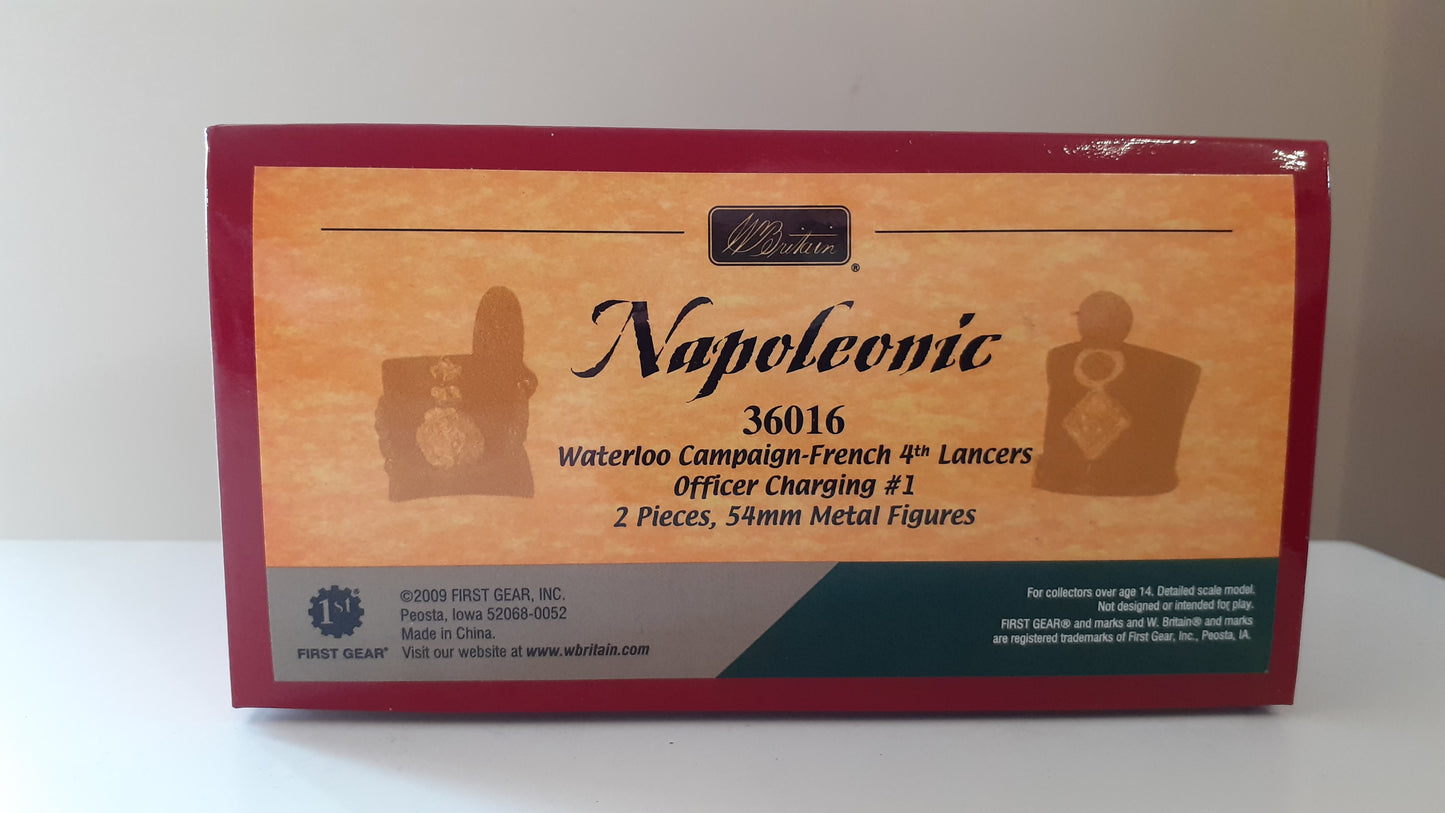 WBritain
®
Napoleonic
36016
Waterloo Campaign-French 4th Lancers
Officer Charging #1
2 Pieces, 54mm Metal Figures
1st
FIRST GEAR®
©2009 FIRST GEAR, INC.
Peosta, Iowa 52068-0052
Made in China.
Visit our website at www.wbritain.com
For collectors over age 14. Detailed scale model.
Not designed or intended for play.
FIRST GEAR® and marks and W. Britain® and marks
are registered trademarks of First Gear, Inc., Peosta, IA.